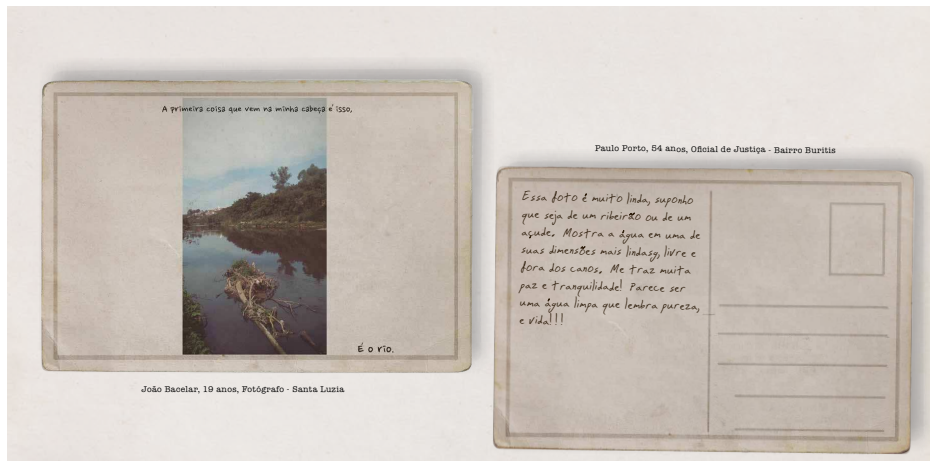 A primeira coisa que vem na minha cabeça é isso,
É o rio.
João Bacelar, 19 anos, Fotógrafo - Santa Luzia
Paulo Porto, 54 anos, Oficial de Justiça - Bairro Buritis
Essa foto é muito linda, suponho
que seja de um ribeirão ou de um
açude. Mostra a água em uma de
suas dimensões mais lindasg, livre e
fora dos canos. Me traz muita
paz e tranquilidade! Parece ser
uma água limpa que lembra pureza,
e vida!!!